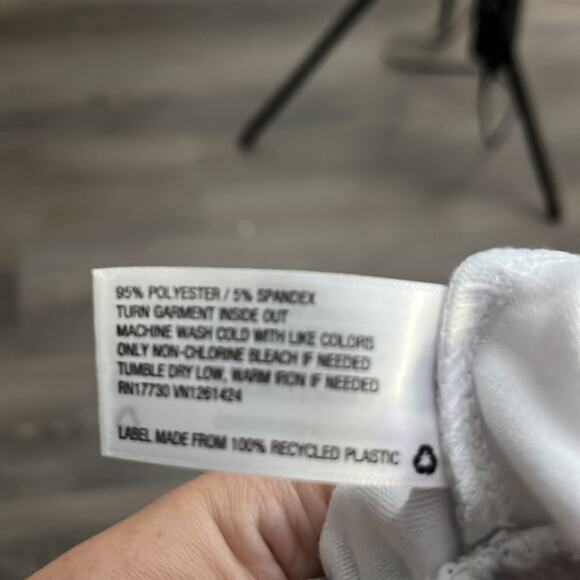 95% POLYESTER / 5% SPANDEX
TURN GARMENT INSIDE OUT
MACHINE WASH COLD WITH LIKE COLORS
ONLY NON-CHLORINE BLEACH IF NEEDED
TUMBLE DRY LOW, WARM IRON IF NEEDED
RN17730 VN1261424
LABEL MADE FROM 100% RECYCLED PLASTIC